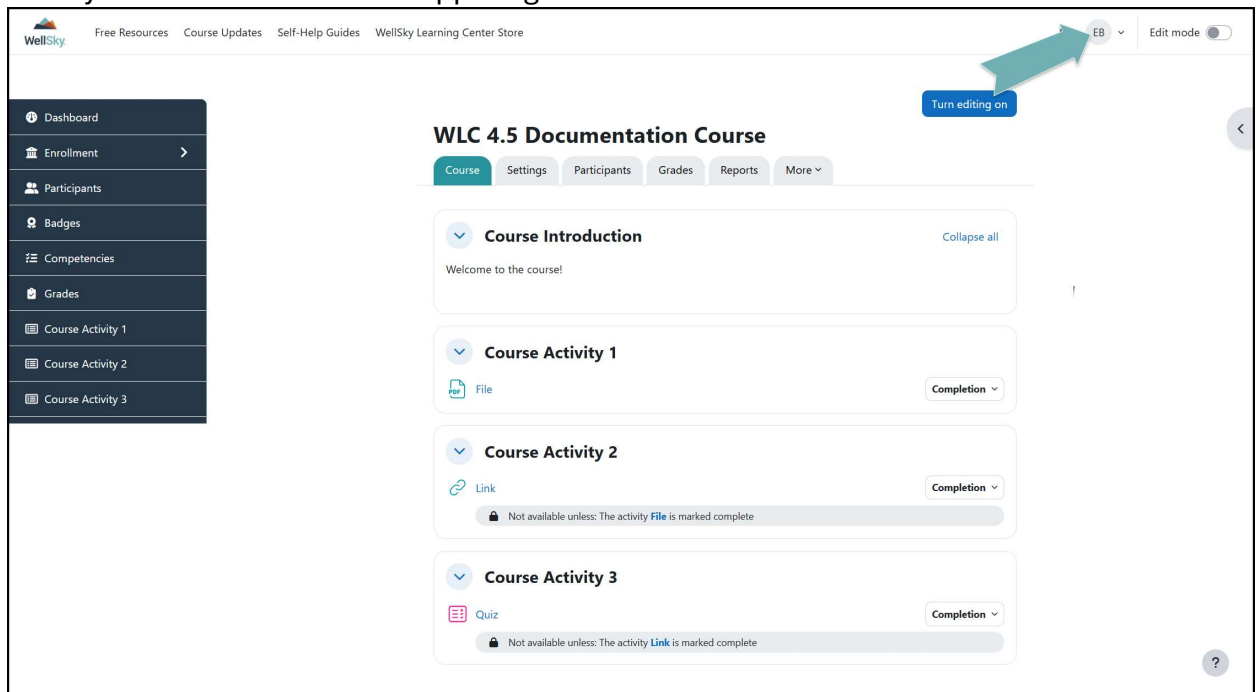 WellSky
Free Resources Course Updates Self-Help Guides WellSky Learning Center Store
EB
Edit mode
Turn editing on
Dashboard
Enrollment
Participants
Badges
Competencies
Grades
Course Activity 1
Course Activity 2
Course Activity 3
WLC 4.5 Documentation Course
Course Settings Participants Grades Reports More
Course Introduction
Collapse all
Welcome to the course!
Course Activity 1
PDF
File
Completion
Course Activity 2
Link
Completion
Not available unless: The activity File is marked complete
Course Activity 3
Quiz
Completion
Not available unless: The activity Link is marked complete
?